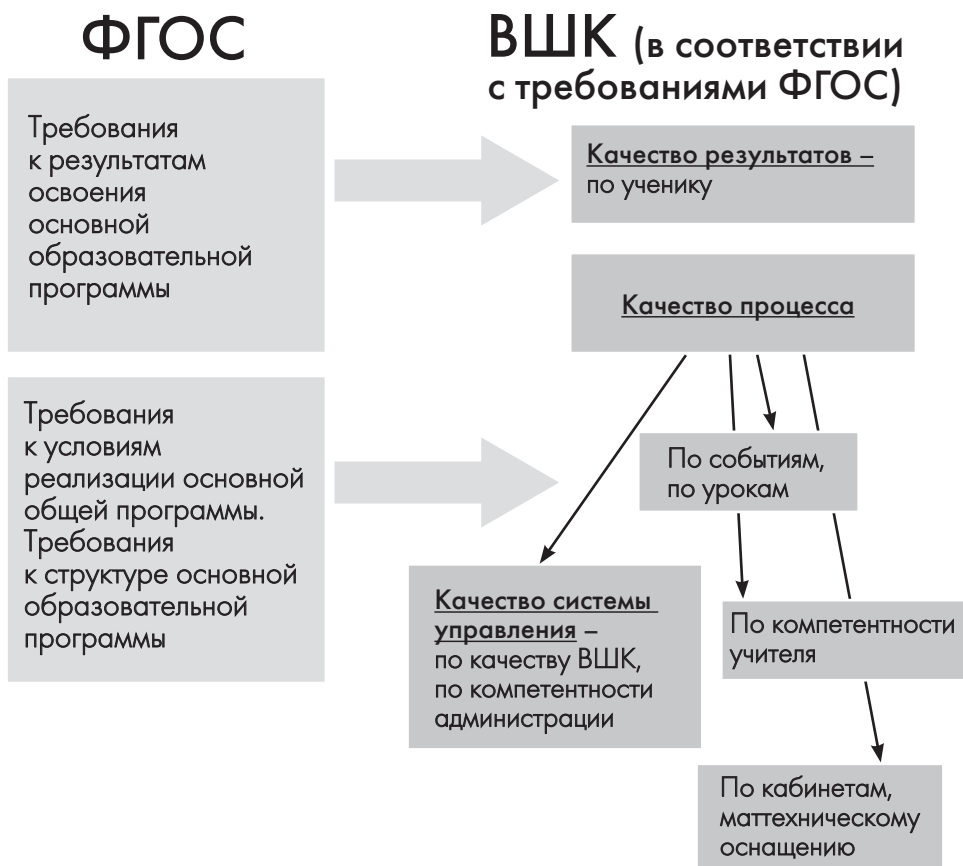 ФГОС
Требования
к результатам
освоения
основной
образовательной
программы
Требования
к условиям
реализации основной
общей программы.
Требования
к структуре основной
образовательной
программы
ВШК (в соответствии
с требованиями ФГОС)
Качество результатов –
по ученику
Качество процесса
По событиям,
по урокам
Качество системы
управления –
по качеству ВШК,
по компетентности
администрации
По компетентности
учителя
По кабинетам,
маттехническому
оснащению